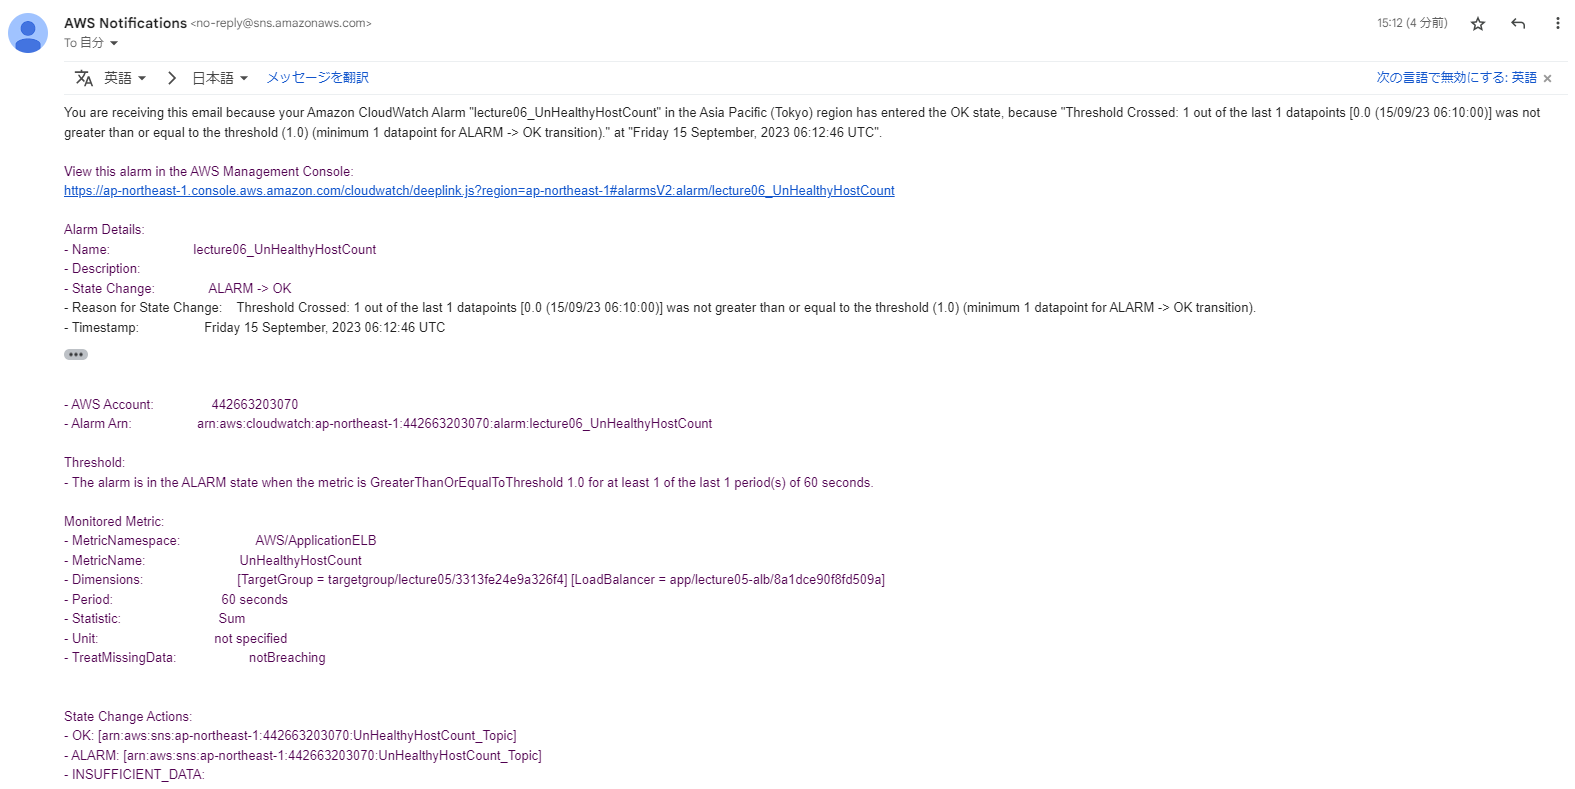 AWS Notifications <no-reply@sns.amazonaws.com>
15:12 (4 分前)
To 自分
英語 日本語 メッセージを翻訳
次の言語で無効にする: 英語 ×
You are receiving this email because your Amazon CloudWatch Alarm "lecture06_UnHealthyHostCount" in the Asia Pacific (Tokyo) region has entered the OK state, because "Threshold Crossed: 1 out of the last 1 datapoints [0.0 (15/09/23 06:10:00)] was not
greater than or equal to the threshold (1.0) (minimum 1 datapoint for ALARM -> OK transition)." at "Friday 15 September, 2023 06:12:46 UTC".
View this alarm in the AWS Management Console:
https://ap-northeast-1.console.aws.amazon.com/cloudwatch/deeplink.js?region=ap-northeast-1#alarmsV2:alarm/lecture06_UnHealthyHostCount
Alarm Details:
- Name: lecture06_UnHealthyHostCount
- Description:
- State Change: ALARM -> OK
- Reason for State Change: Threshold Crossed: 1 out of the last 1 datapoints [0.0 (15/09/23 06:10:00)] was not greater than or equal to the threshold (1.0) (minimum 1 datapoint for ALARM -> OK transition).
- Timestamp: Friday 15 September, 2023 06:12:46 UTC
- AWS Account: 442663203070
- Alarm Arn: arn:aws:cloudwatch:ap-northeast-1:442663203070:alarm:lecture06_UnHealthyHostCount
Threshold:
- The alarm is in the ALARM state when the metric is GreaterThanOrEqualToThreshold 1.0 for at least 1 of the last 1 period(s) of 60 seconds.
Monitored Metric:
- MetricNamespace: AWS/ApplicationELB
- MetricName: UnHealthyHostCount
- Dimensions: [TargetGroup = targetgroup/lecture05/3313fe24e9a326f4] [LoadBalancer = app/lecture05-alb/8a1dce90f8fd509a]
- Period: 60 seconds
- Statistic: Sum
- Unit: not specified
- TreatMissingData: notBreaching
State Change Actions:
- OK: [arn:aws:sns:ap-northeast-1:442663203070:UnHealthyHostCount_Topic]
- ALARM: [arn:aws:sns:ap-northeast-1:442663203070:UnHealthyHostCount_Topic]
- INSUFFICIENT_DATA: